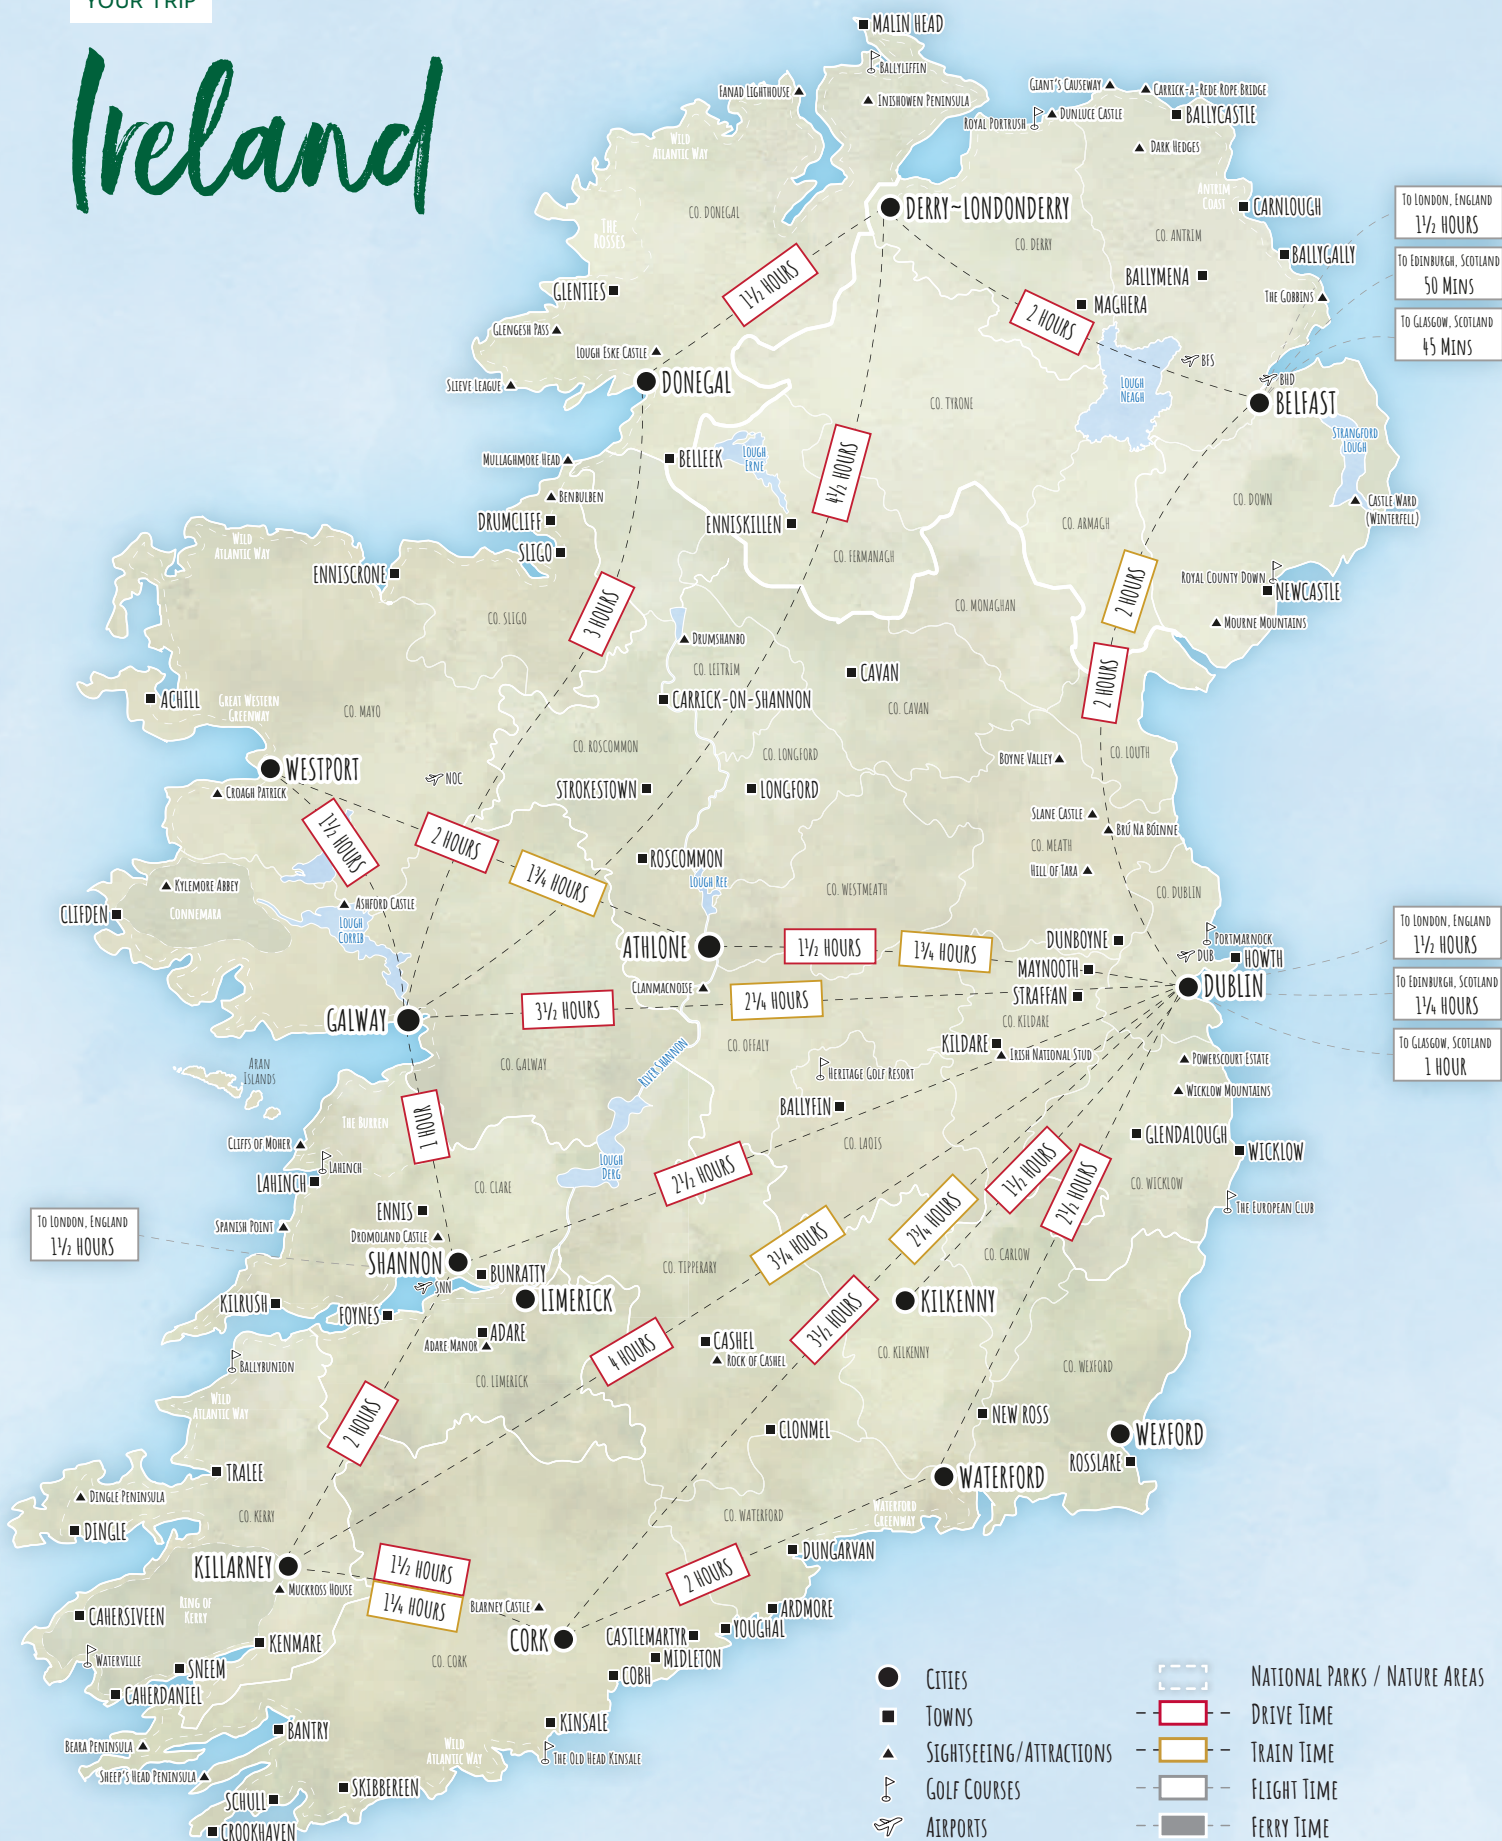 YOUR TRIP
Ireland
MALIN HEAD
BALLYLIFFIN
FANAD LIGHTHOUSE
INISHOWEN PENINSULA
GIANT'S CAUSEWAY
CARRICK-A-REDE ROPE BRIDGE
ROYAL PORTRUSH
DUNLUCE CASTLE
BALLYCASTLE
WILD
ATLANTIC WAY
DARK HEDGES
ANTRIM
COAST
CARNLOUGH
TO LONDON, ENGLAND
1½ HOURS
CO. DONEGAL
DERRY~LONDONDERRY
THE
ROSSES
CO. DERRY
CO. ANTRIM
BALLYGALLY
TO EDINBURGH, SCOTLAND
50 MINS
1½ HOURS
BALLYMENA
GLENTIES
MAGHERA
THE GOBBINS
2 HOURS
TO GLASGOW, SCOTLAND
45 MINS
GLENGESH PASS
LOUGH ESKE CASTLE
BFS
SLIEVE LEAGUE
DONEGAL
LOUGH
NEAGH
BHD
BELFAST
CO. TYRONE
STRANGFORD
LOUGH
MULLAGHMORE HEAD
BELLEEK
LOUGH
ERNE
4½ HOURS
BENBULBEN
CO. DOWN
CASTLE WARD
(WINTERFELL)
DRUMCLIFF
ENNISKILLEN
CO. ARMAGH
WILD
ATLANTIC WAY
SLIGO
CO. FERMANAGH
ENNISCRONE
ROYAL COUNTY DOWN
NEWCASTLE
2 HOURS
3 HOURS
CO. SLIGO
CO. MONAGHAN
MOURNE MOUNTAINS
DRUMSHANBO
CO. LEITRIM
CAVAN
2 HOURS
ACHILL
GREAT WESTERN
GREENWAY
CO. MAYO
CARRICK-ON-SHANNON
CO. CAVAN
CO. ROSCOMMON
CO. LONGFORD
BOYNE VALLEY
CO. LOUTH
WESTPORT
NOC
CROAGH PATRICK
STROKESTOWN
LONGFORD
SLANE CASTLE
BRÚ NA BÓINNE
1½ HOURS
2 HOURS
CO. MEATH
ROSCOMMON
HILL OF TARA
1¾ HOURS
LOUGH REE
CO. WESTMEATH
CO. DUBLIN
KYLEMORE ABBEY
ASHFORD CASTLE
CLIFDEN
CONNEMARA
LOUGH
CORRIB
ATHLONE
1½ HOURS
1¾ HOURS
DUNBOYNE
PORTMARNOCK
DUB
HOWTH
TO LONDON, ENGLAND
1½ HOURS
MAYNOOTH
CLANMACNOISE
STRAFFAN
DUBLIN
TO EDINBURGH, SCOTLAND
1¼ HOURS
GALWAY
3½ HOURS
2¼ HOURS
CO. KILDARE
KILDARE
IRISH NATIONAL STUD
TO GLASGOW, SCOTLAND
1 HOUR
ARAN
ISLANDS
CO. GALWAY
RIVER SHANNON
CO. OFFALY
HERITAGE GOLF RESORT
POWERSCOURT ESTATE
WICKLOW MOUNTAINS
BALLYFIN
THE BURREN
1 HOUR
CLIFFS OF MOHER
CO. LAOIS
GLENDALOUGH
WICKLOW
LAHINCH
LAHINCH
LOUGH
DERG
2½ HOURS
1½ HOURS
2½ HOURS
CO. CLARE
CO. WICKLOW
THE EUROPEAN CLUB
TO LONDON, ENGLAND
1½ HOURS
SPANISH POINT
ENNIS
DROMOLAND CASTLE
3¼ HOURS
2¼ HOURS
CO. CARLOW
SHANNON
BUNRATTY
SNN
CO. TIPPERARY
KILRUSH
FOYNES
LIMERICK
KILKENNY
ADARE
ADARE MANOR
4 HOURS
3½ HOURS
CASHEL
ROCK OF CASHEL
CO. KILKENNY
BALLYBUNION
CO. LIMERICK
CO. WEXFORD
WILD
ATLANTIC WAY
2 HOURS
CLONMEL
NEW ROSS
WEXFORD
ROSSLARE
TRALEE
WATERFORD
DINGLE PENINSULA
CO. KERRY
CO. WATERFORD
WATERFORD
GREENWAY
DINGLE
KILLARNEY
1½ HOURS
2 HOURS
DUNGARVAN
MUCKROSS HOUSE
1¼ HOURS
BLARNEY CASTLE
RING OF
KERRY
CAHERSIVEEN
ARDMORE
YOUGHAL
CORK
CASTLEMARTYR
KENMARE
MIDLETON
WATERVILLE
SNEEM
CO. CORK
COBH
CAHERDANIEL
BANTRY
KINSALE
BEARA PENINSULA
WILD
ATLANTIC WAY
THE OLD HEAD KINSALE
SHEEP'S HEAD PENINSULA
SKIBBEREEN
SCHULL
CROOKHAVEN
CITIES
TOWNS
SIGHTSEEING/ATTRACTIONS
GOLF COURSES
AIRPORTS
NATIONAL PARKS / NATURE AREAS
DRIVE TIME
TRAIN TIME
FLIGHT TIME
FERRY TIME